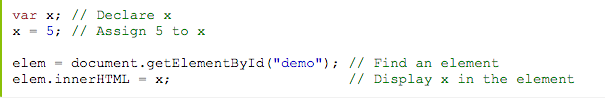 var x; // Declare x
x = 5; // Assign 5 to x
elem = document.getElementById("demo"); // Find an element
elem.innerHTML = x; // Display x in the element